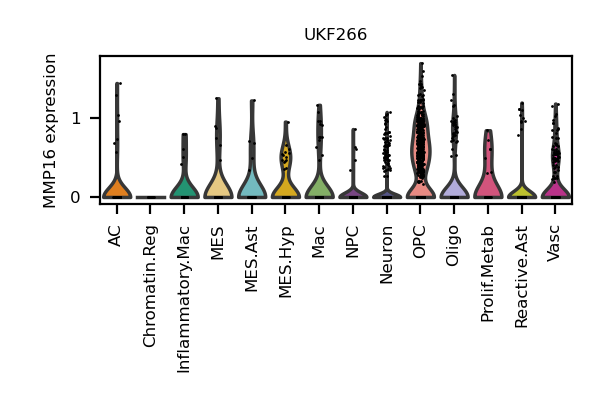 UKF266
MMP16 expression
1
0
AC
Chromatin.Reg
Inflammatory.Mac
MES
MES.Ast
MES.Hyp
Mac
NPC
Neuron
OPC
Oligo
Prolif.Metab
Reactive.Ast
Vasc